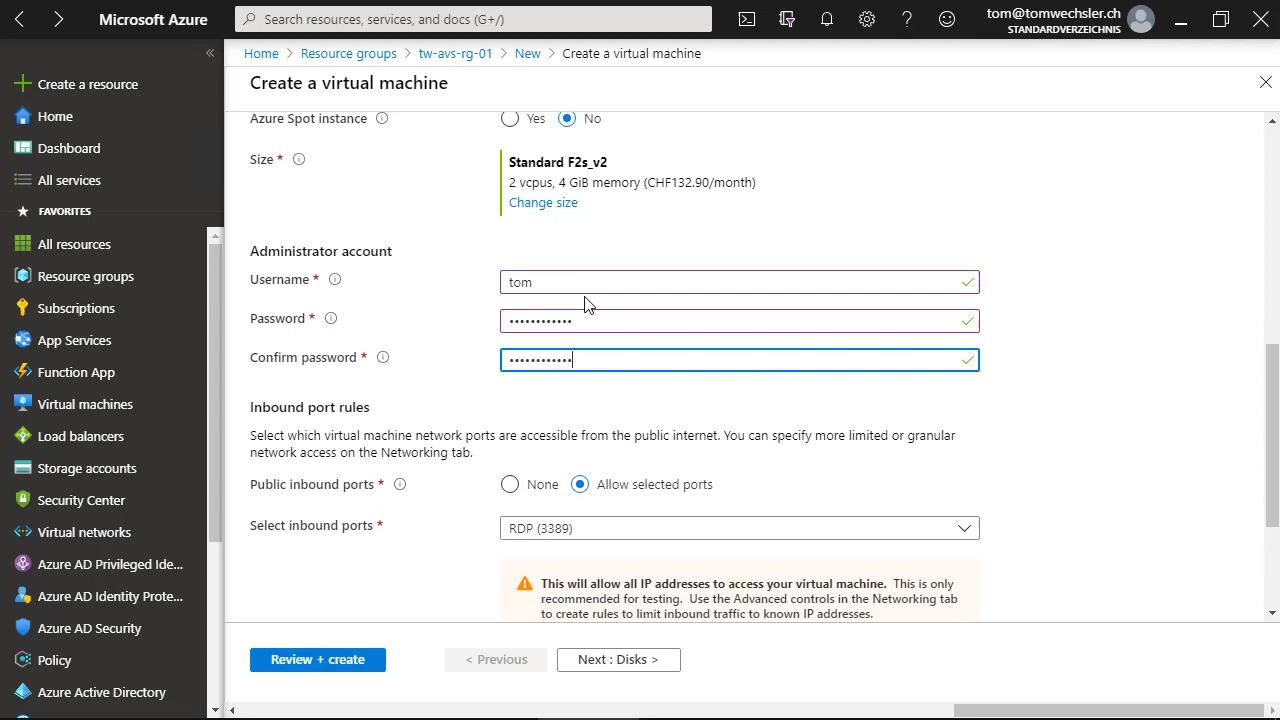 Microsoft Azure
Search resources, services, and docs (G+/)
tom@tomwechsler.ch
STANDARDVERZEICHNIS
Home > Resource groups > tw-avs-rg-01 > New > Create a virtual machine
Create a virtual machine
Create a resource
Home
Dashboard
All services
FAVORITES
All resources
Resource groups
Subscriptions
App Services
Function App
Virtual machines
Load balancers
Storage accounts
Security Center
Virtual networks
Azure AD Privileged Ide...
Azure AD Identity Prote...
Azure AD Security
Policy
Azure Active Directory
Azure Spot instance
Yes No
Size *
Standard F2s_v2
2 vcpus, 4 GiB memory (CHF132.90/month)
Change size
Administrator account
Username *
tom
Password *
••••••••••••
Confirm password *
••••••••••••
Inbound port rules
Select which virtual machine network ports are accessible from the public internet. You can specify more limited or granular
network access on the Networking tab.
Public inbound ports *
None Allow selected ports
Select inbound ports *
RDP (3389)
This will allow all IP addresses to access your virtual machine. This is only
recommended for testing. Use the Advanced controls in the Networking tab
to create rules to limit inbound traffic to known IP addresses.
Review + create
< Previous
Next : Disks >